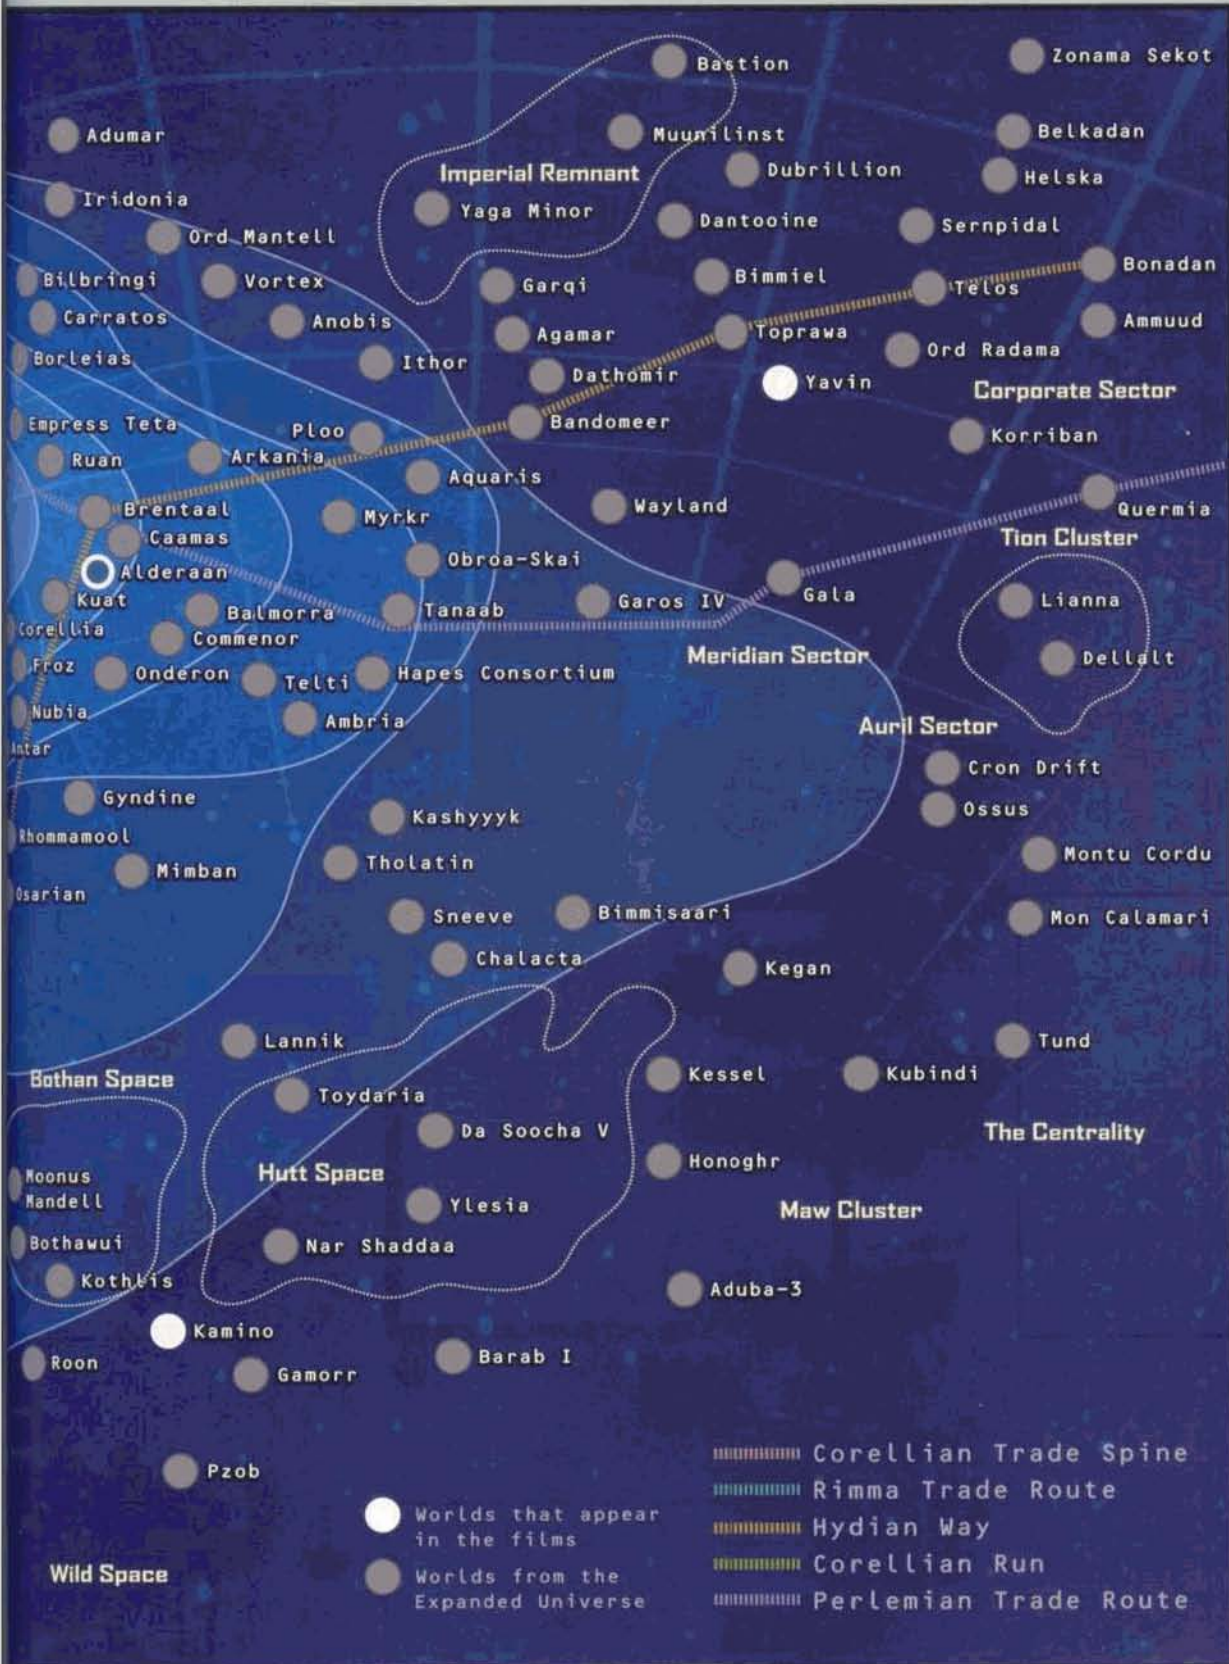 Bastion
Zonama Sekot
Adumar
Muunilinst
Belkadan
Imperial Remnant
Dubrillion
Helska
Iridonia
Yaga Minor
Dantooine
Sernpidal
Ord Mantell
Bonadan
Bilbringi
Vortex
Garqi
Bimmiel
Telos
Carratos
Anobis
Agamar
Toprawa
Ammuud
Borleias
Ithor
Dathomir
Ord Radama
Yavin
Corporate Sector
Empress Teta
Ploo
Bandomeer
Korriban
Ruan
Arkania
Aquaris
Brentaal
Myrkr
Wayland
Quermia
Caamas
Tion Cluster
Obroa-Skai
Alderaan
Kuat
Balmorra
Tanaab
Garos IV
Gala
Lianna
Corellia
Commenor
Meridian Sector
Dellalt
Froz
Onderon
Telti
Hapes Consortium
Nubia
Ambria
Auril Sector
Antar
Cron Drift
Gyndine
Kashyyyk
Ossus
Rhommamool
Tholatin
Montu Cordu
Mimban
Osarian
Sneeve
Bimmisaari
Mon Calamari
Chalacta
Kegan
Lannik
Tund
Bothan Space
Kessel
Kubindi
Toydaria
Da Soocha V
The Centrality
Hutt Space
Honoghr
Moonus
Mandell
Ylesia
Maw Cluster
Bothawui
Nar Shaddaa
Kothlis
Aduba-3
Kamino
Roon
Gamorr
Barab I
Pzob
Wild Space
Worlds that appear
in the films
Worlds from the
Expanded Universe
Corellian Trade Spine
Rimma Trade Route
Hydian Way
Corellian Run
Perlemian Trade Route